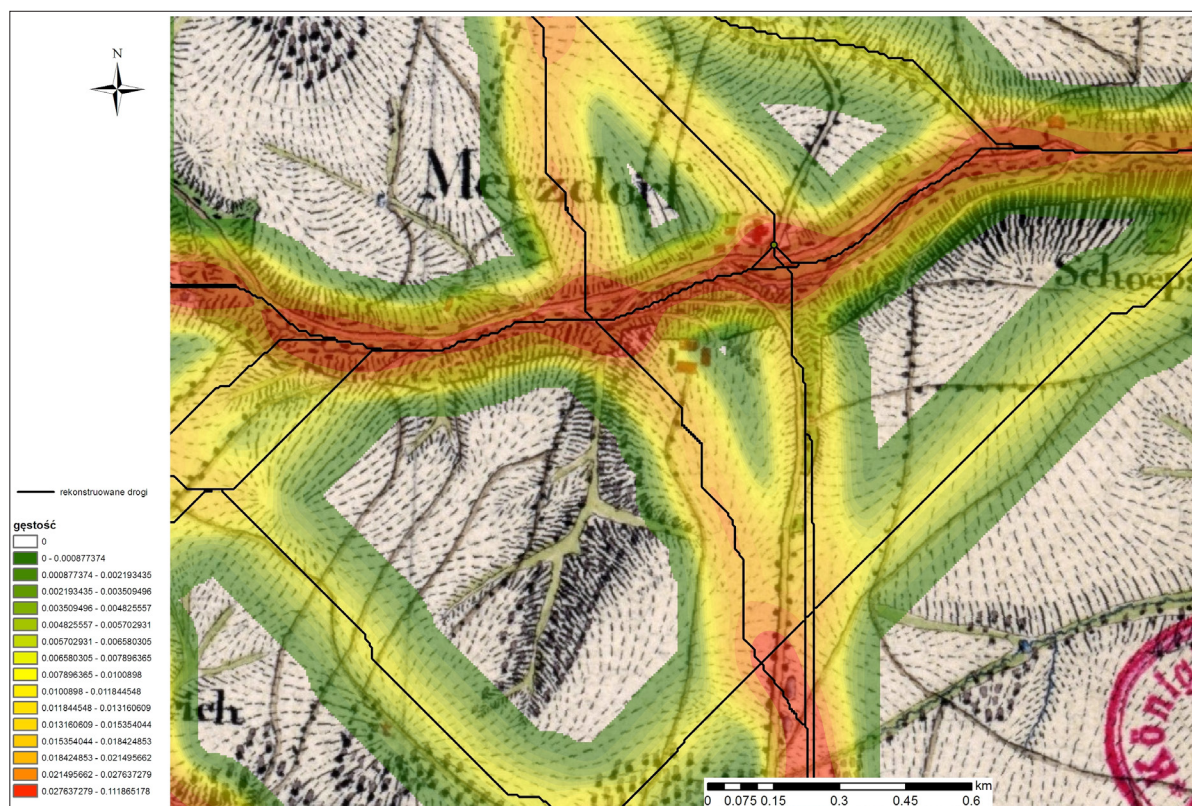 N
Merzdorf
Schoeps
rich
König
rekonstruowane drogi
gęstość
0
0 - 0.000877374
0.000877374 - 0.002193435
0.002193435 - 0.003509496
0.003509496 - 0.004825557
0.004825557 - 0.005702931
0.005702931 - 0.006580305
0.006580305 - 0.007896365
0.007896365 - 0.0100898
0.0100898 - 0.011844548
0.011844548 - 0.013160609
0.013160609 - 0.015354044
0.015354044 - 0.018424853
0.018424853 - 0.021495662
0.021495662 - 0.027637279
0.027637279 - 0.111865178
km
0 0.075 0.15 0.3 0.45 0.6